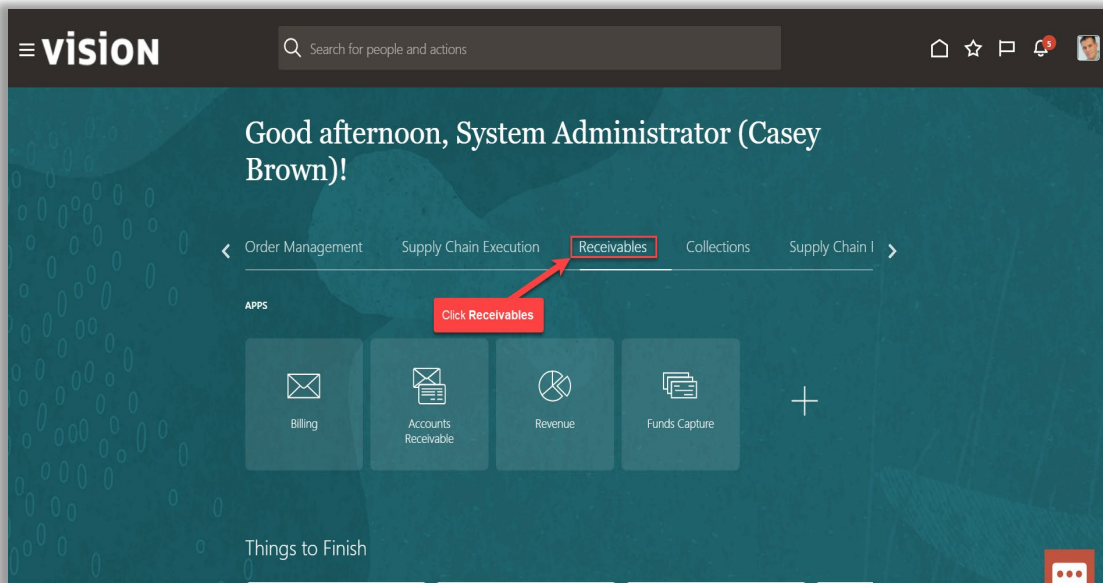 vision
Search for people and actions
5
Good afternoon, System Administrator (Casey
Brown)!
Order Management Supply Chain Execution Receivables Collections Supply Chain
APPS
Click Receivables
Billing Accounts Revenue Funds Capture
Receivable
Things to Finish